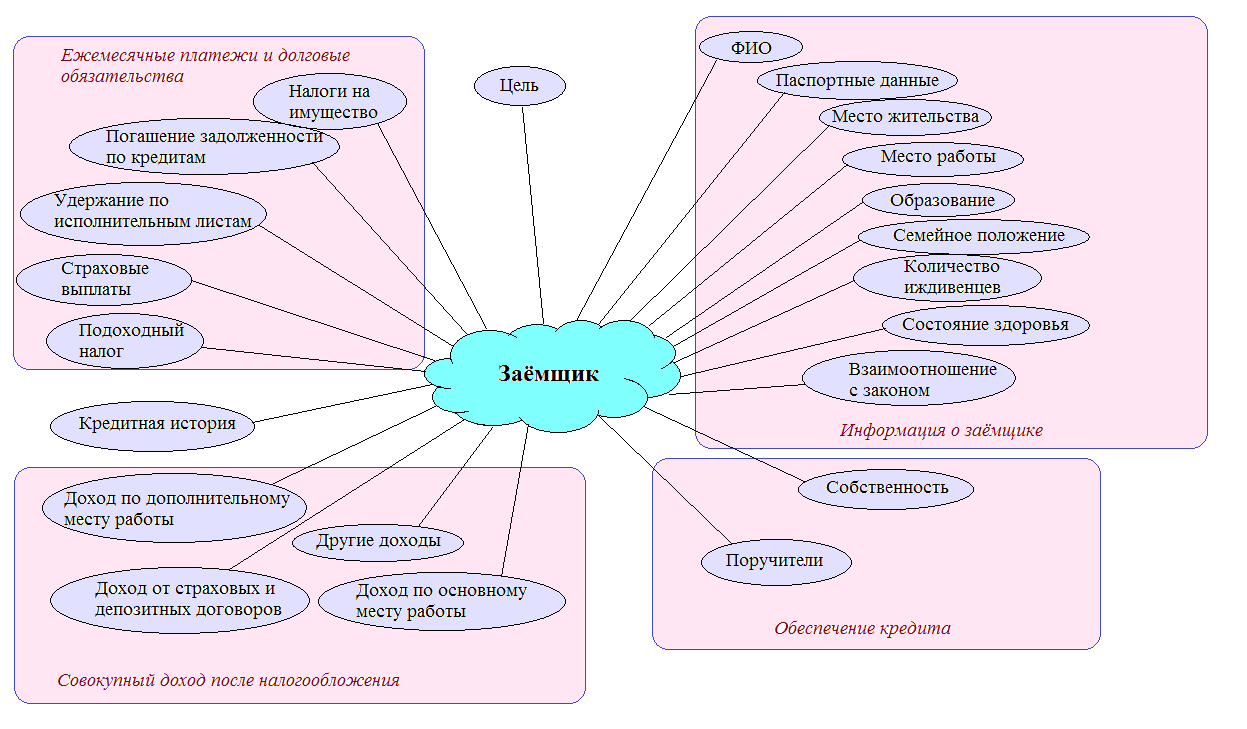 Ежемесячные платежи и долговые
обязательства
Налоги на
имущество
Погашение задолженности
по кредитам
Удержание по
исполнительным листам
Страховые
выплаты
Подоходный
налог
Цель
ФИО
Паспортные данные
Место жительства
Место работы
Образование
Семейное положение
Количество
иждивенцев
Состояние здоровья
Взаимоотношение
с законом
Информация о заёмщике
Заёмщик
Кредитная история
Доход по дополнительному
месту работы
Другие доходы
Доход от страховых и
депозитных договоров
Доход по основному
месту работы
Совокупный доход после налогообложения
Собственность
Поручители
Обеспечение кредита